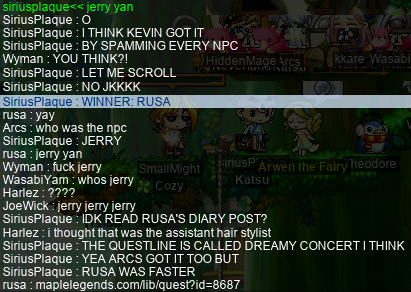 siriusplaque<< jerry yan
SiriusPlaque : O
SiriusPlaque : I THINK KEVIN GOT IT
SiriusPlaque : BY SPAMMING EVERY NPC
Wyman : YOU THINK?!
SiriusPlaque : LET ME SCROLL
SiriusPlaque : NO JKKKK
SiriusPlaque : WINNER: RUSA
rusa : yay
Arcs : who was the npc
SiriusPlaque : JERRY
rusa : jerry yan
Wyman : fuck jerry
WasabiYam : whos jerry
Harlez : ????
JoeWick : jerry jerry jerry
SiriusPlaque : IDK READ RUSA'S DIARY POST?
Harlez : i thought that was the assistant hair stylist
SiriusPlaque : THE QUESTLINE IS CALLED DREAMY CONCERT I THINK
SiriusPlaque : YEA ARCS GOT IT TOO BUT
SiriusPlaque : RUSA WAS FASTER
rusa : maplelegends.com/lib/quest?id=8687
HiddenMage
Arcs
Katsu
kkare
Wasabi
SmallMight
Cozy
siriusPl
Katsu
Arwen the Fairy
heodore